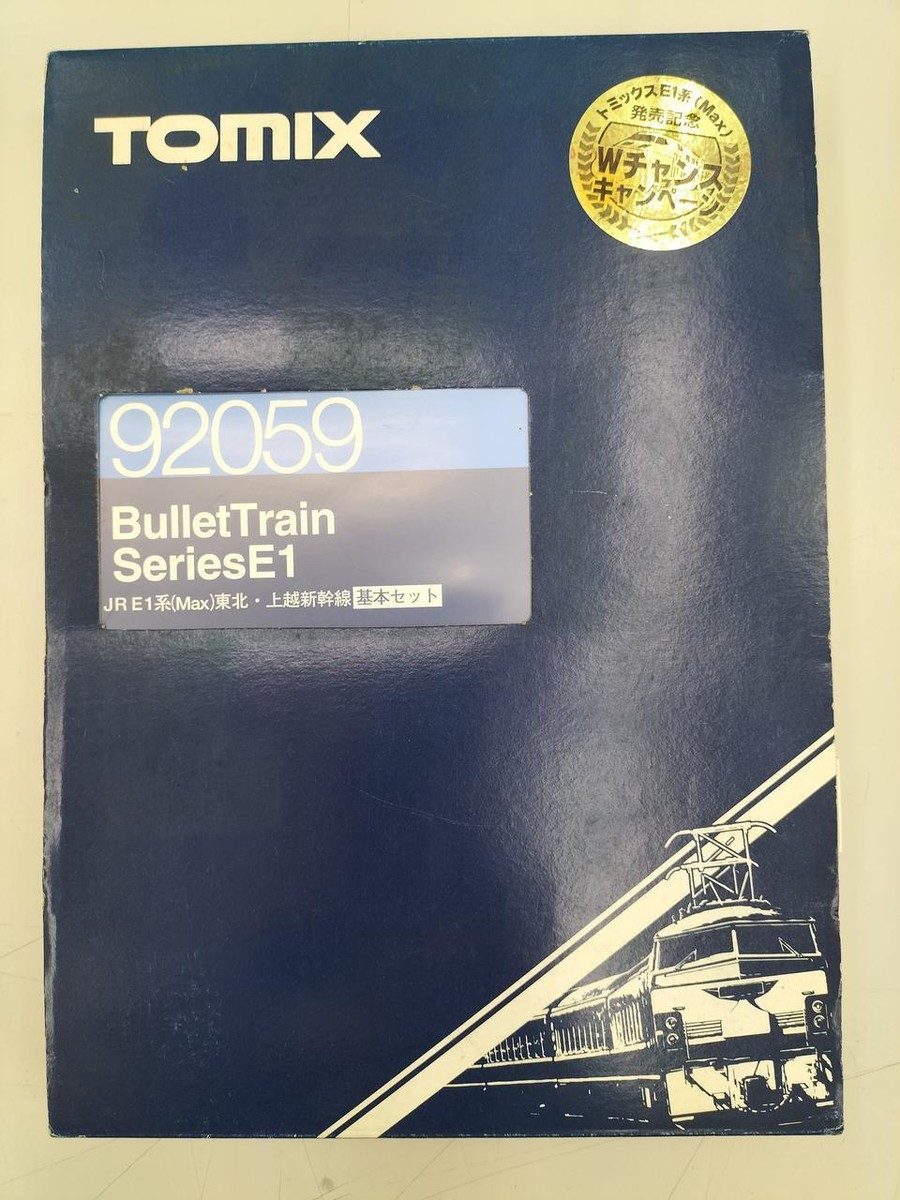 TOMIX
トミックスE1系(Max)
発売記念
Wチャンス
キャンペーン
92059
BulletTrain
SeriesE1
JR E1系(Max)東北・上越新幹線 基本セット